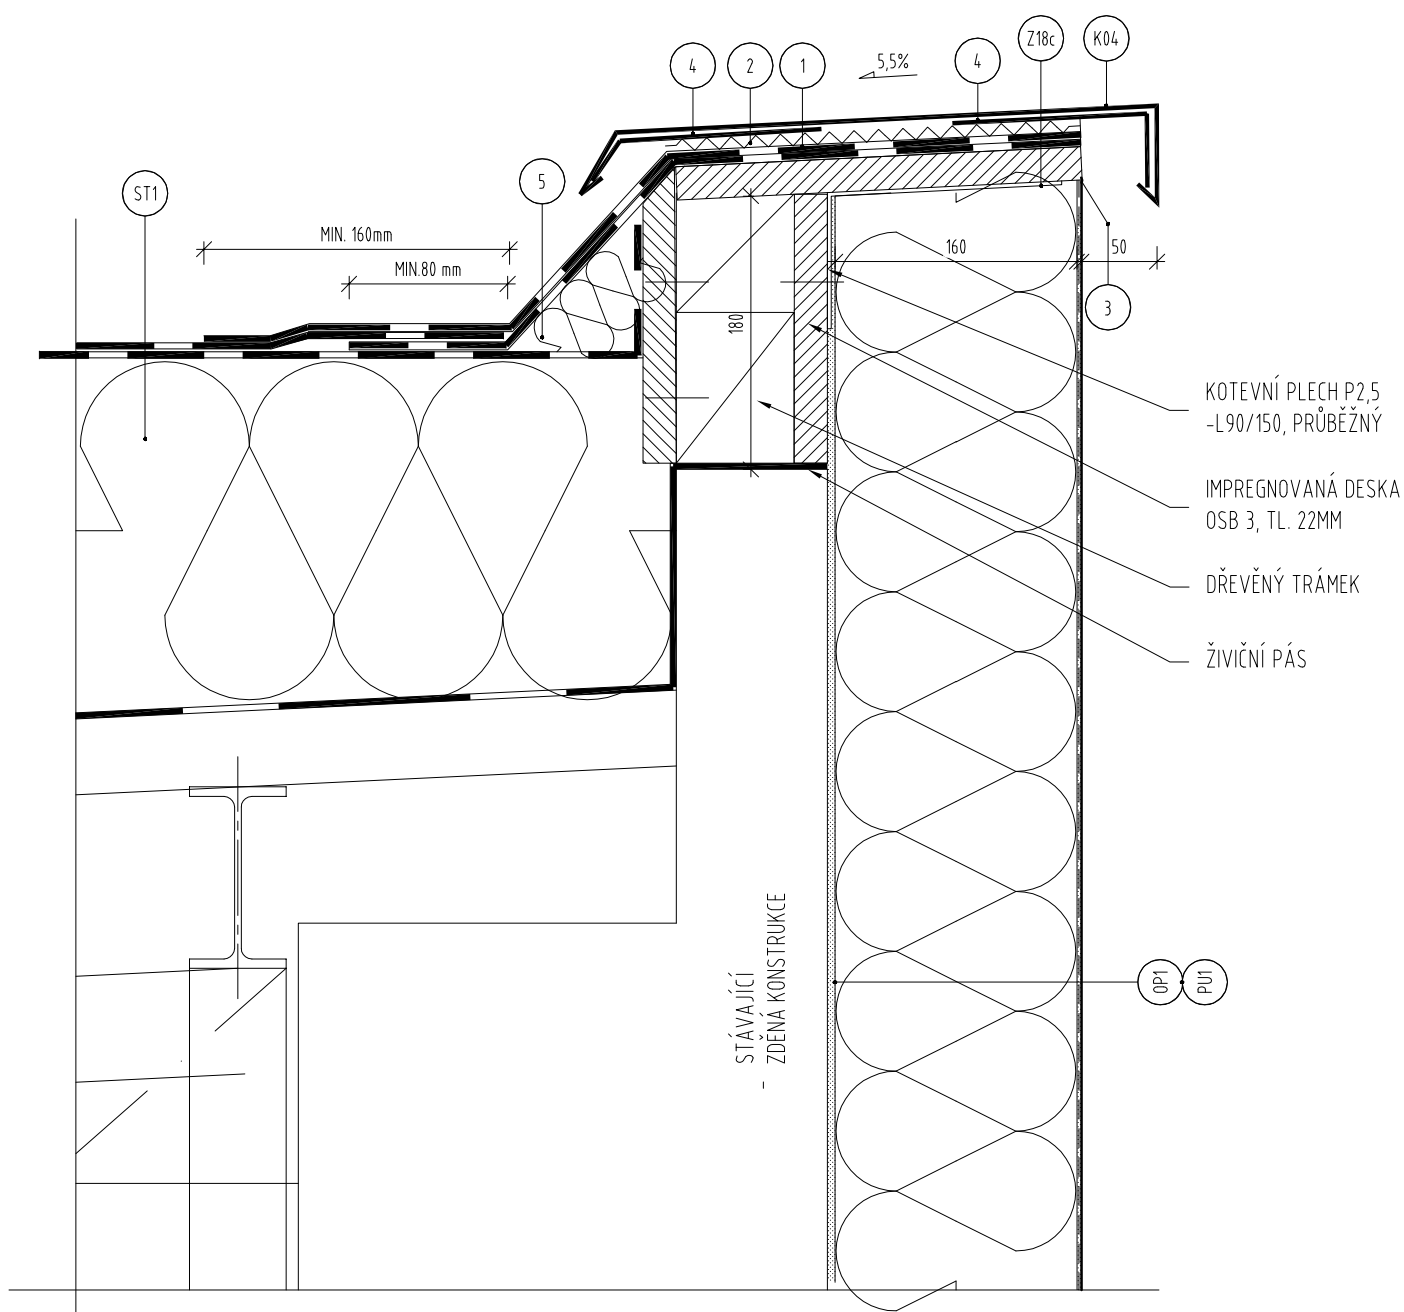 Z18c
K04
4
2
1
5,5%
4
ST1
5
MIN. 160mm
MIN.80 mm
160
50
3
180
KOTEVNÍ PLECH P2,5
-L90/150, PRŮBĚŽNÝ
IMPREGNOVANÁ DESKA
OSB 3, TL. 22MM
DŘEVĚNÝ TRÁMEK
ŽIVIČNÍ PÁS
STÁVAJÍCÍ
- ZDĚNÁ KONSTRUKCE
OP1
PU1